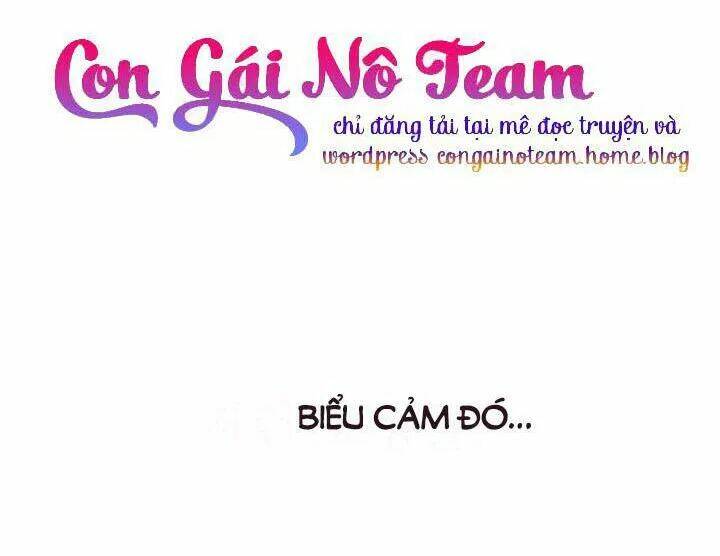 Con Gái Nô Team
chỉ đăng tải tại mê đọc truyện và
wordpress congainoteam.home.blog
BIỂU CẢM ĐÓ...